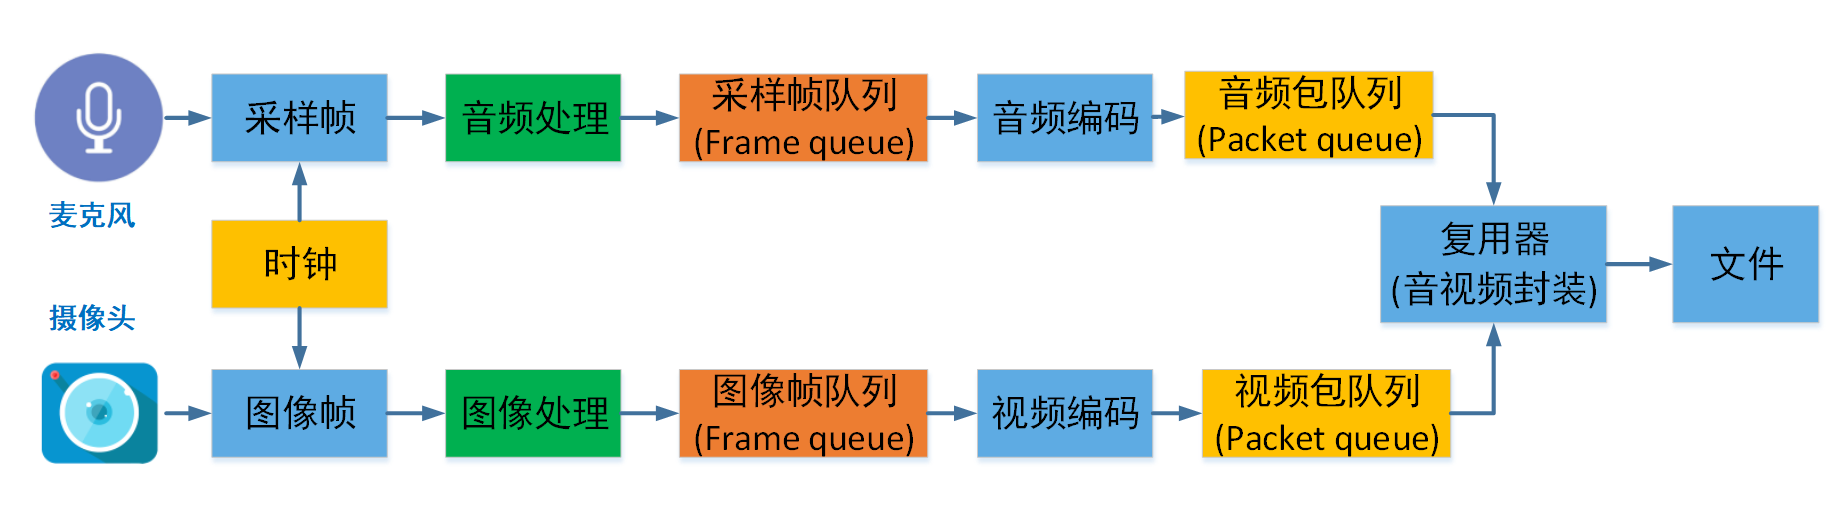 麦克风
采样帧
音频处理
采样帧队列
(Frame queue)
音频编码
音频包队列
(Packet queue)
时钟
复用器
(音视频封装)
文件
摄像头
图像帧
图像处理
图像帧队列
(Frame queue)
视频编码
视频包队列
(Packet queue)